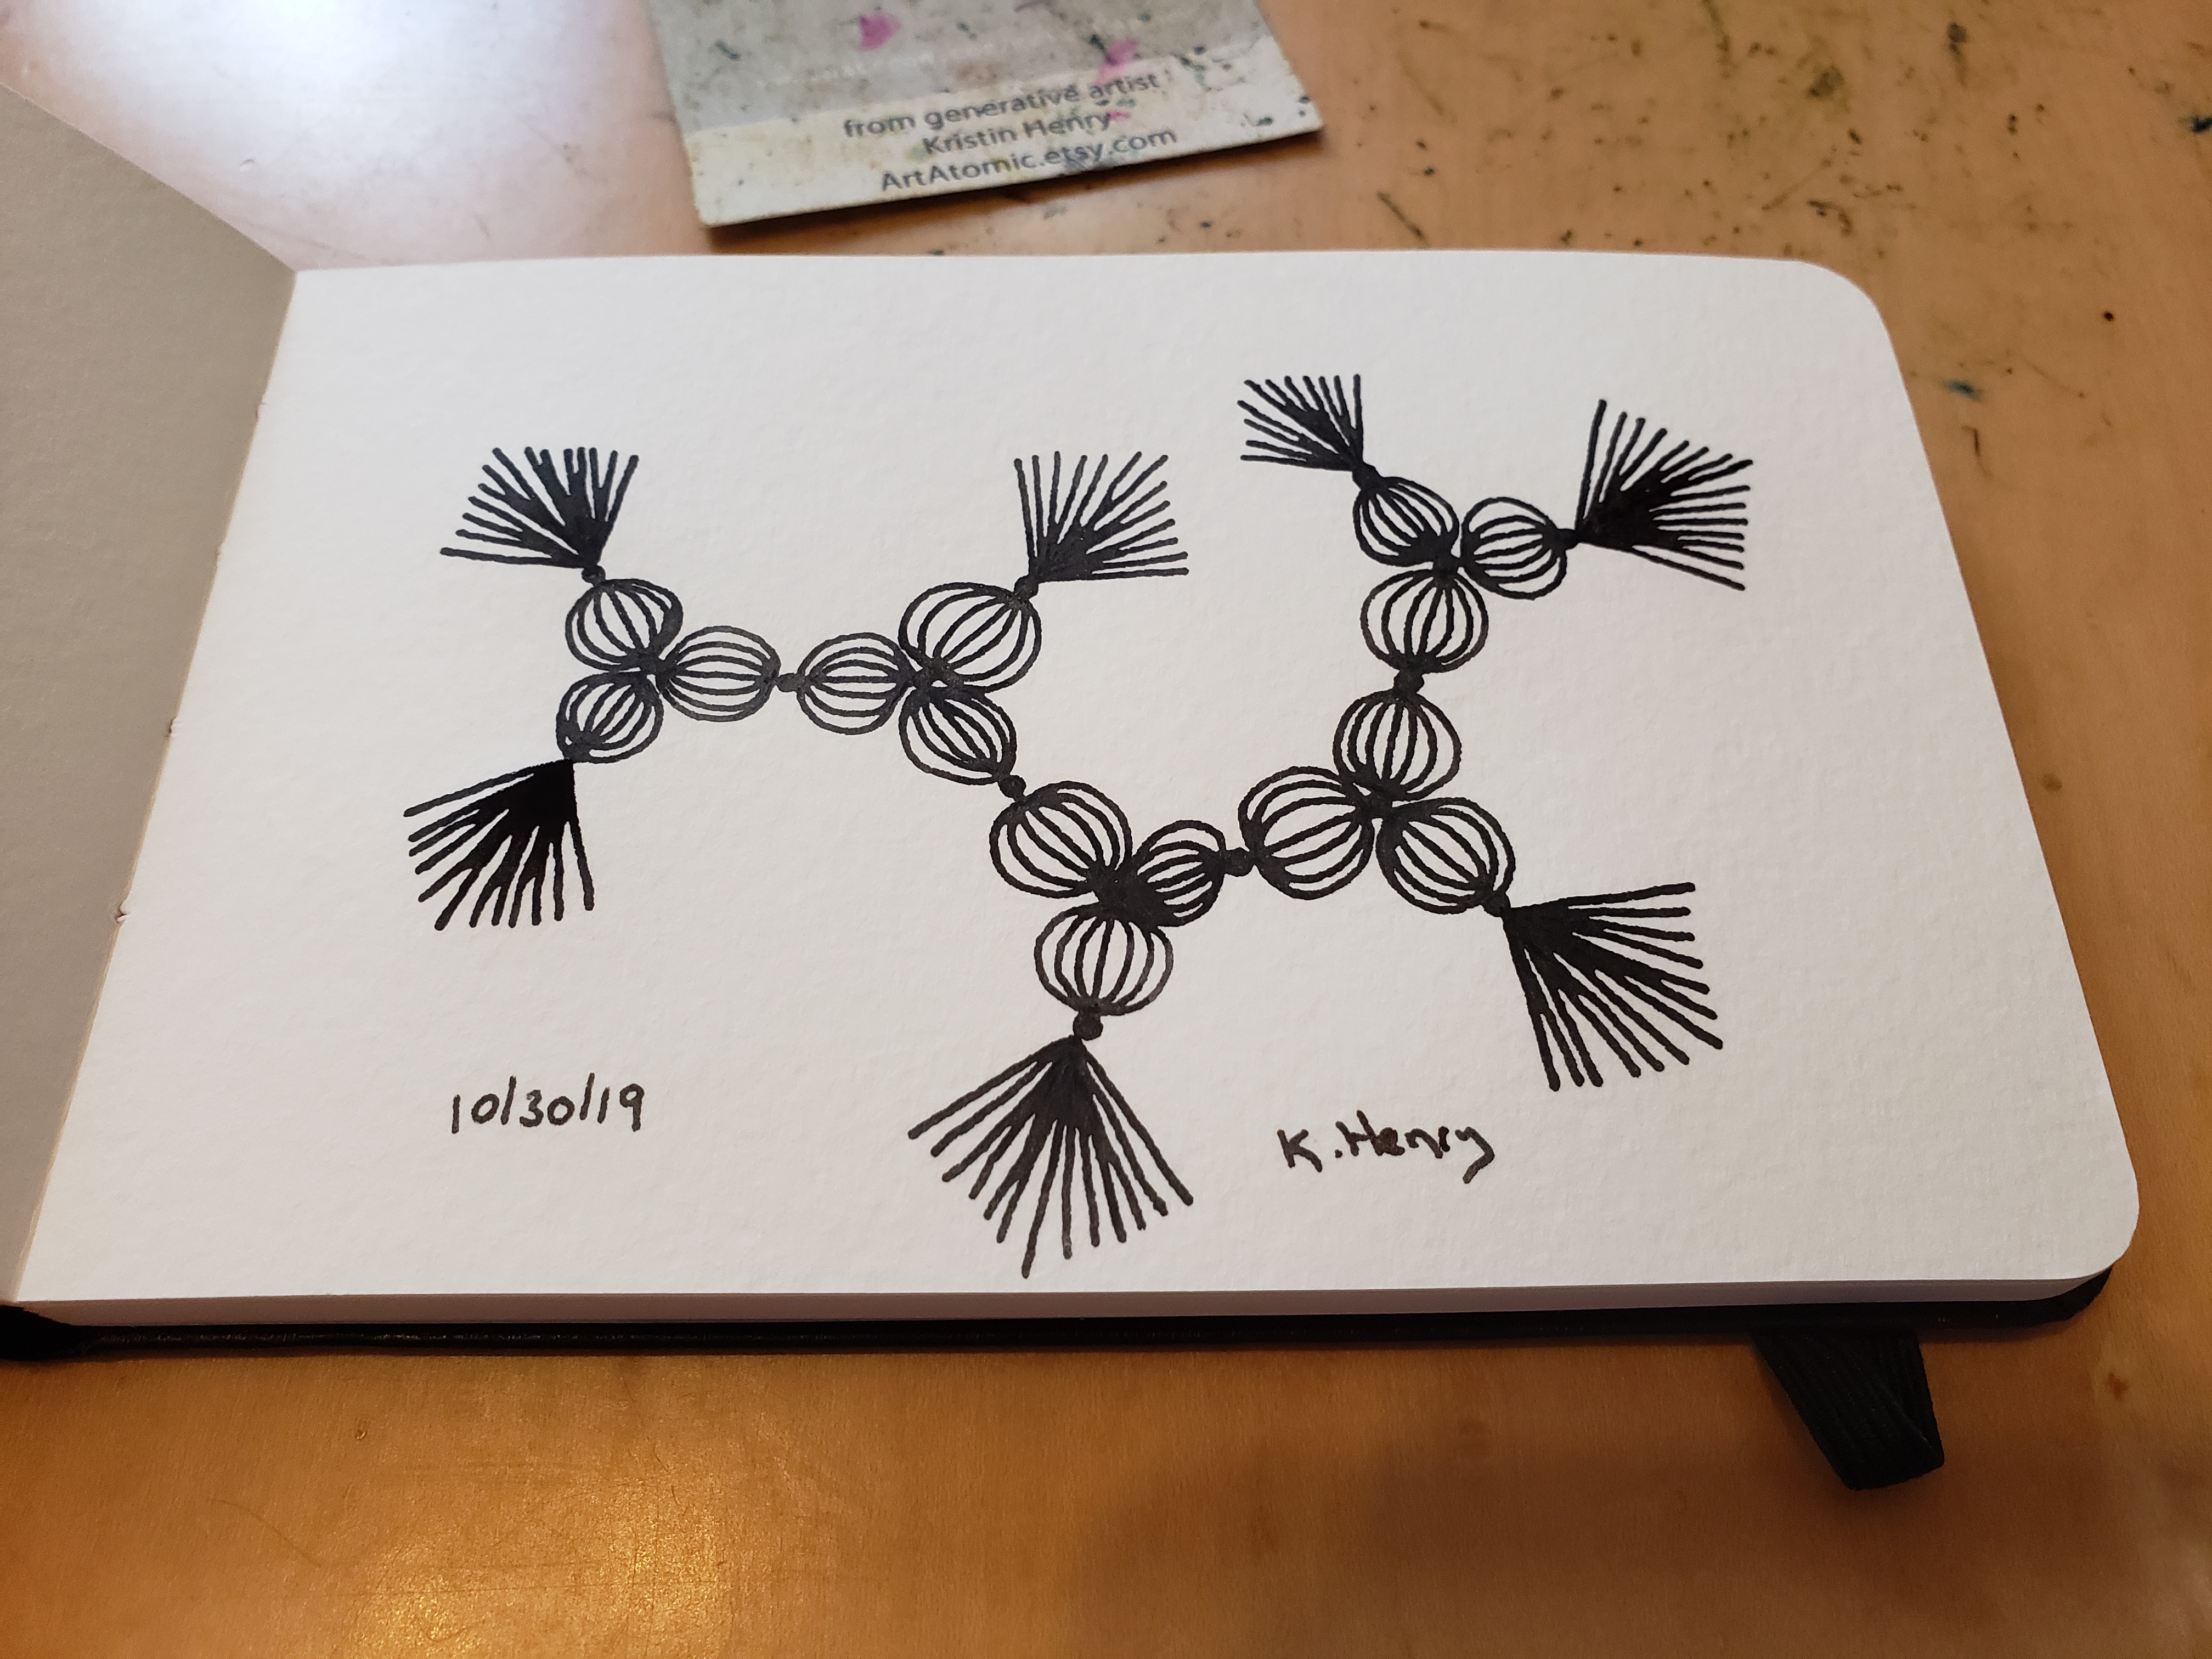 from generative artist
Kristin Henry
ArtAtomic.etsy.com
10/30/19
K. Henry